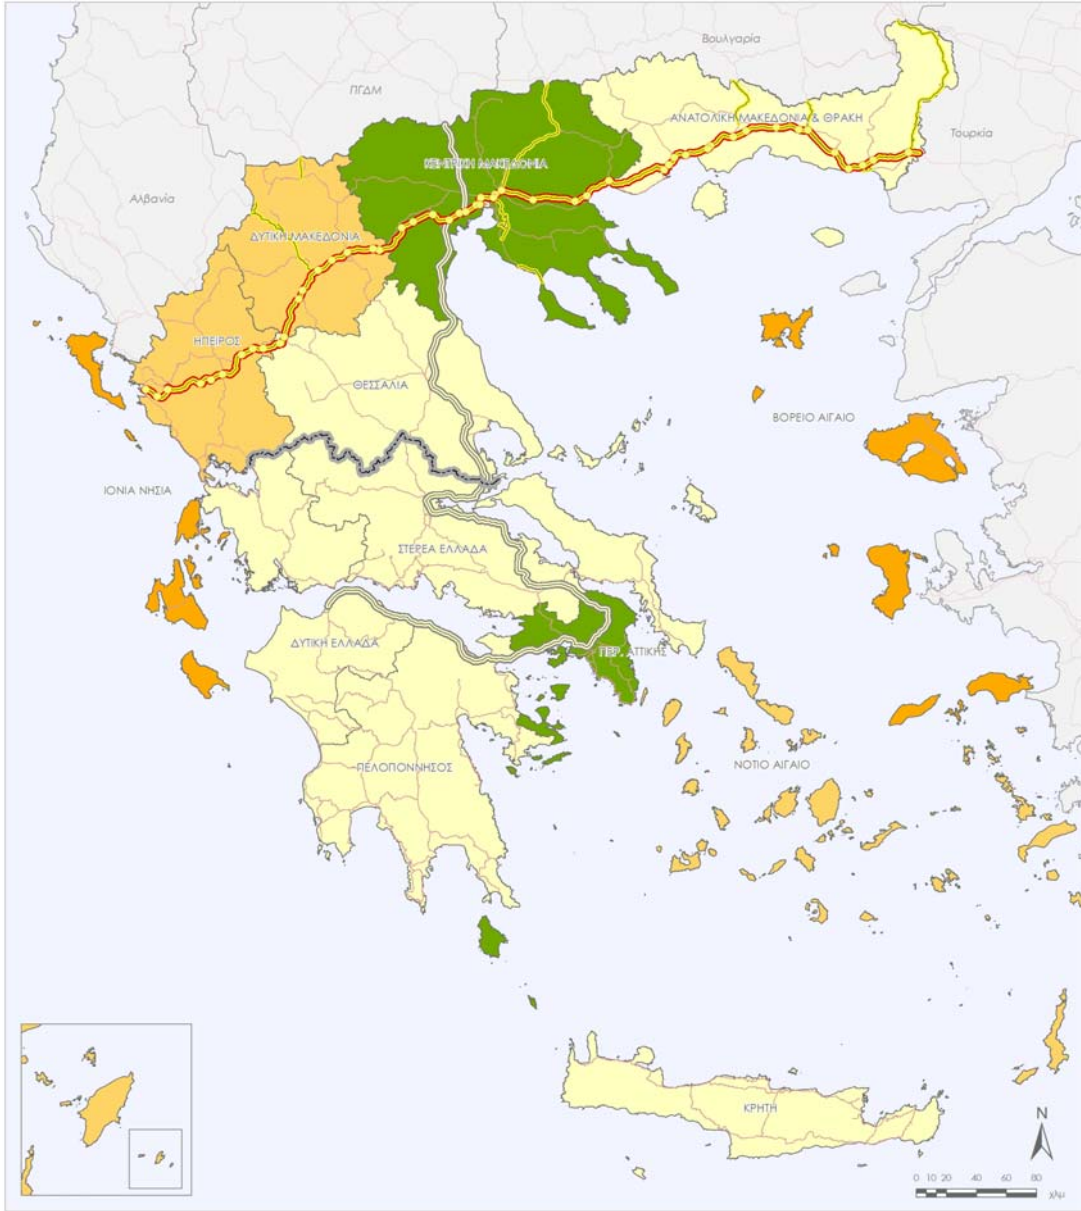 Βουλγαρία
ΠΓΔΜ
ΑΝΑΤΟΛΙΚΗ ΜΑΚΕΔΟΝΙΑ & ΘΡΑΚΗ
Τουρκία
ΚΕΝΤΡΙΚΗ ΜΑΚΕΔΟΝΙΑ
Αλβανία
ΔΥΤΙΚΗ ΜΑΚΕΔΟΝΙΑ
ΗΠΕΙΡΟΣ
ΘΕΣΣΑΛΙΑ
ΒΟΡΕΙΟ ΑΙΓΑΙΟ
ΙΟΝΙΑ ΝΗΣΙΑ
ΣΤΕΡΕΑ ΕΛΛΑΔΑ
ΔΥΤΙΚΗ ΕΛΛΑΔΑ
ΠΕΡ. ΑΤΤΙΚΗΣ
ΠΕΛΟΠΟΝΝΗΣΟΣ
ΝΟΤΙΟ ΑΙΓΑΙΟ
ΚΡΗΤΗ
N
0 10 20 40 60 80
χλμ